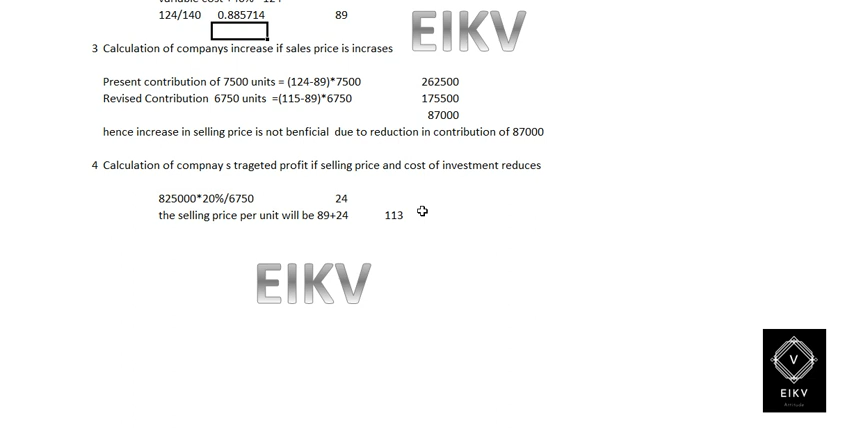 124/140 0.885714 89
EIKV
3 Calculation of companys increase if sales price is incrases
Present contribution of 7500 units = (124-89)*7500 262500
Revised Contribution 6750 units =(115-89)*6750 175500
87000
hence increase in selling price is not benficial due to reduction in contribution of 87000
4 Calculation of compnay s trageted profit if selling price and cost of investment reduces
825000*20%/6750 24
the selling price per unit will be 89+24 113
EIKV
V
EIKV
Attitude